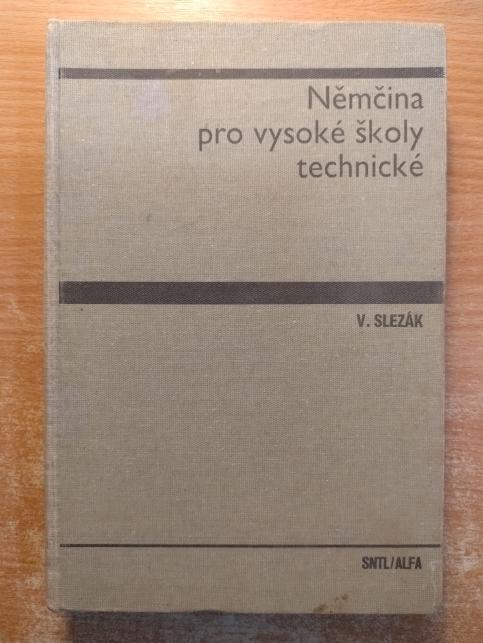 Němčina
pro vysoké školy
technické
V. SLEZÁK
SNTL/ALFA